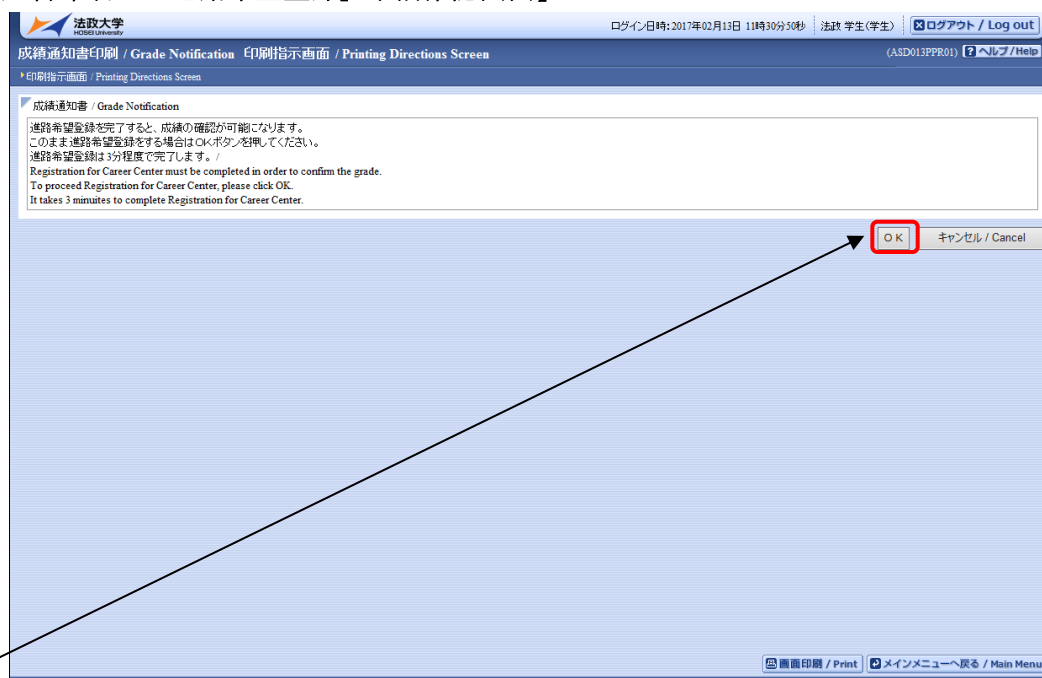 法政大学
HOSEI University
ログイン日時：2017年02月13日 11時30分50秒 法政 学生(学生) ログアウト / Log out
成績通知書印刷 / Grade Notification 印刷指示画面 / Printing Directions Screen (ASD013PPR01) ? ヘルプ/Help
印刷指示画面 / Printing Directions Screen
成績通知書 / Grade Notification
進路希望登録を完了すると、成績の確認が可能になります。
このまま進路希望登録をする場合はOKボタンを押してください。
進路希望登録は3分程度で完了します。 /
Registration for Career Center must be completed in order to confirm the grade.
To proceed Registration for Career Center, please click OK.
It takes 3 minuites to complete Registration for Career Center.
OK キャンセル / Cancel
画面印刷 / Print メインメニューへ戻る / Main Menu